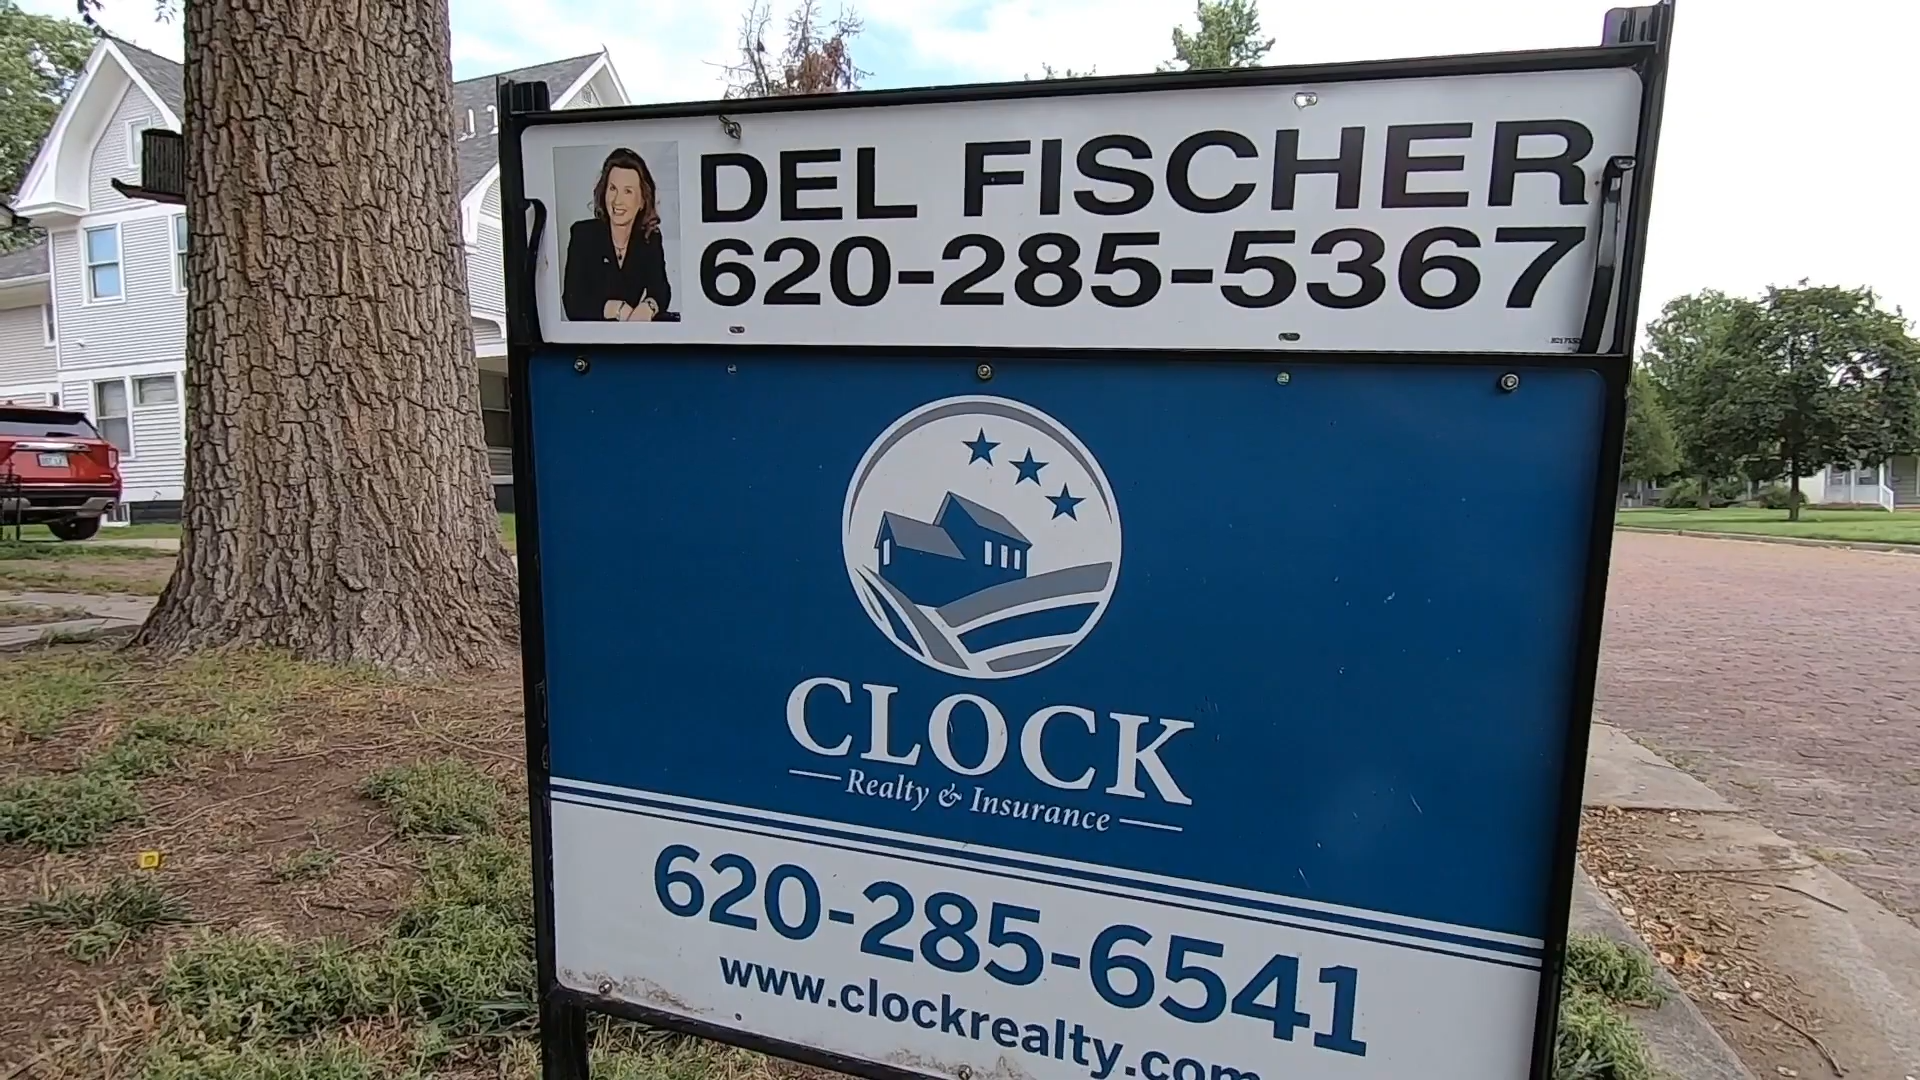 DEL FISCHER
620-285-5367
CLOCK
Realty & Insurance
620-285-6541
www.clockrealty.com